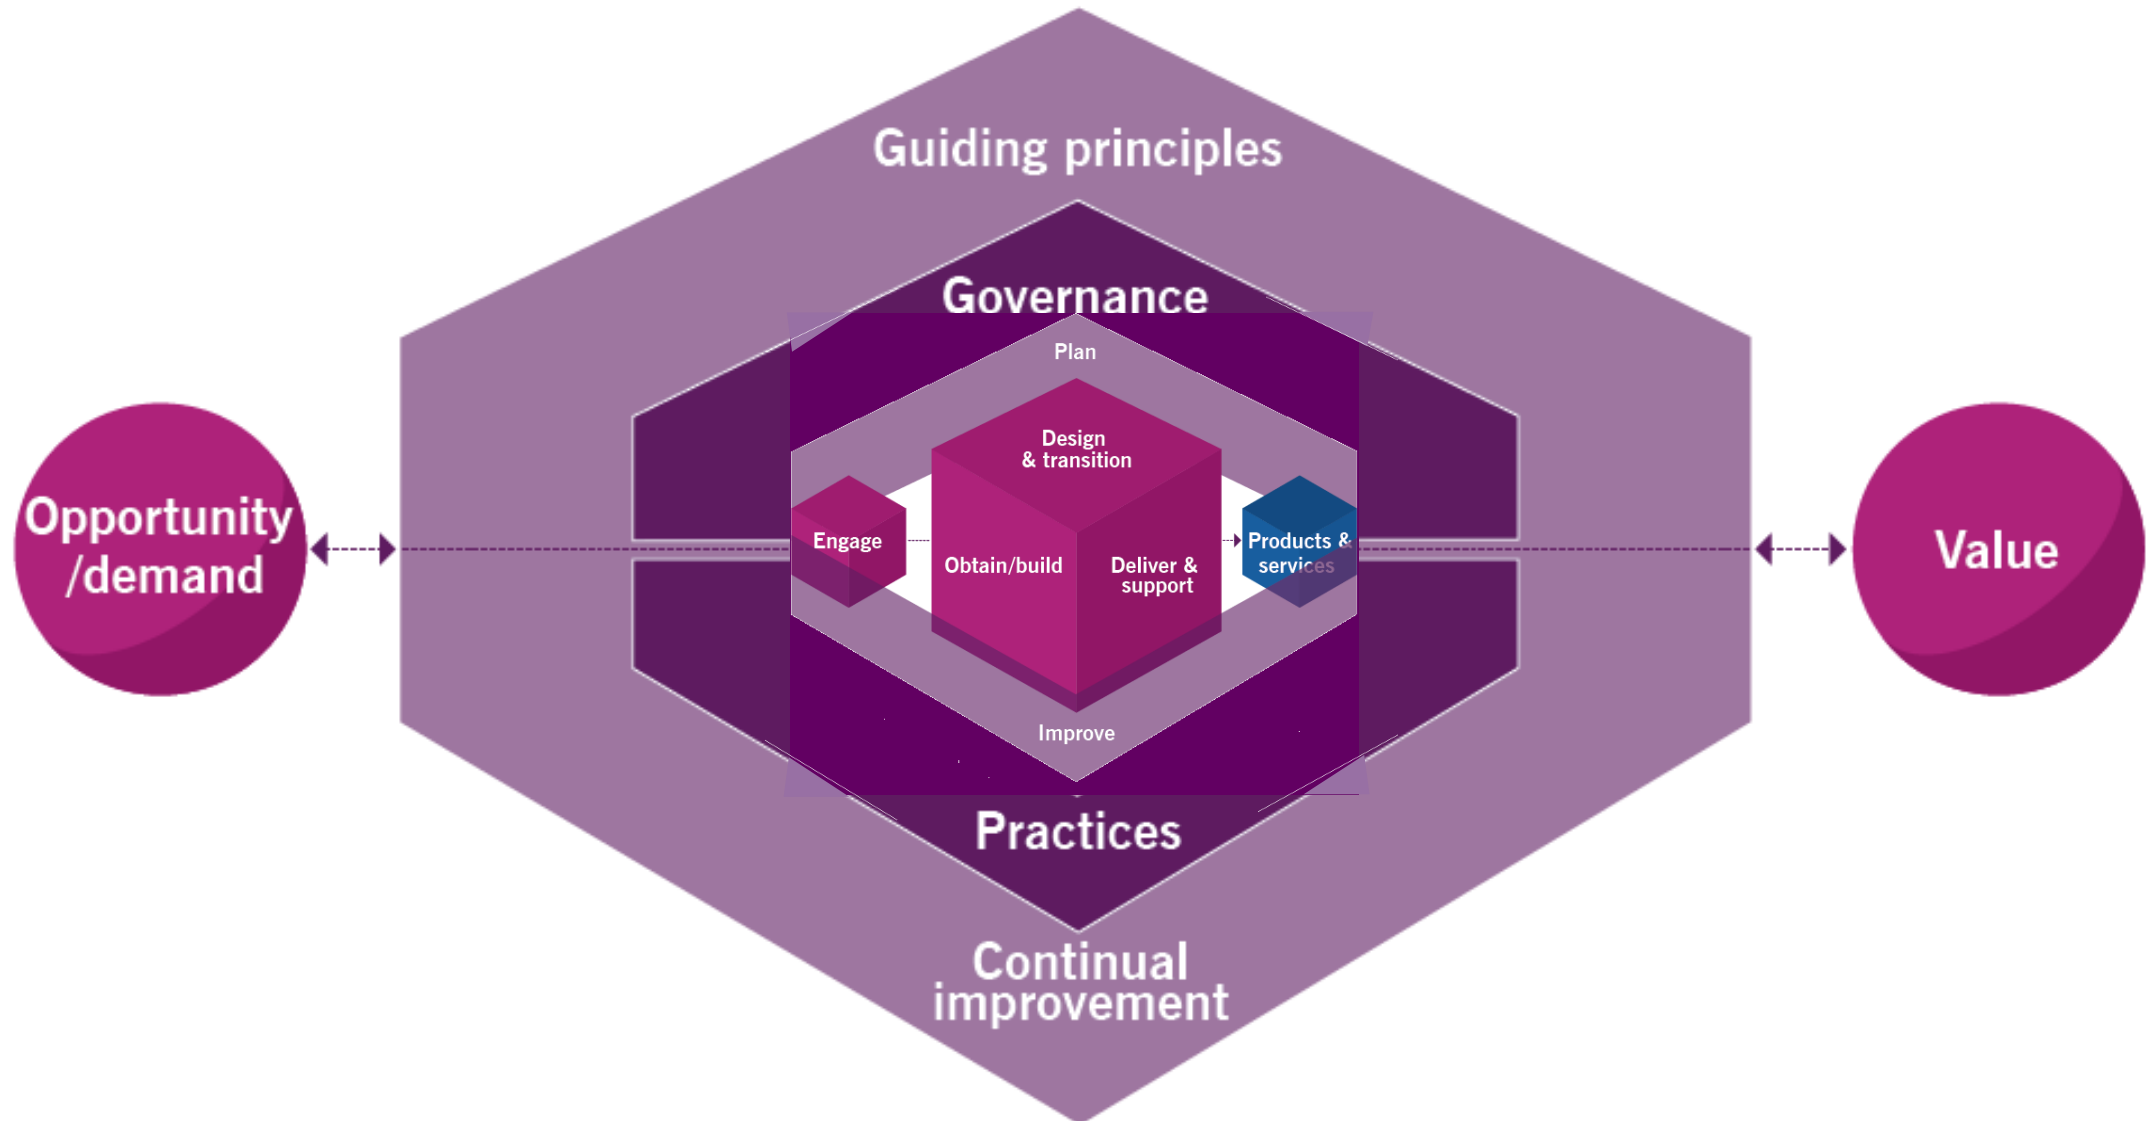 Guiding principles
Governance
Plan
Design
& transition
Opportunity
/demand
Engage
Obtain/build
Deliver &
support
Products &
services
Value
Improve
Practices
Continual
improvement